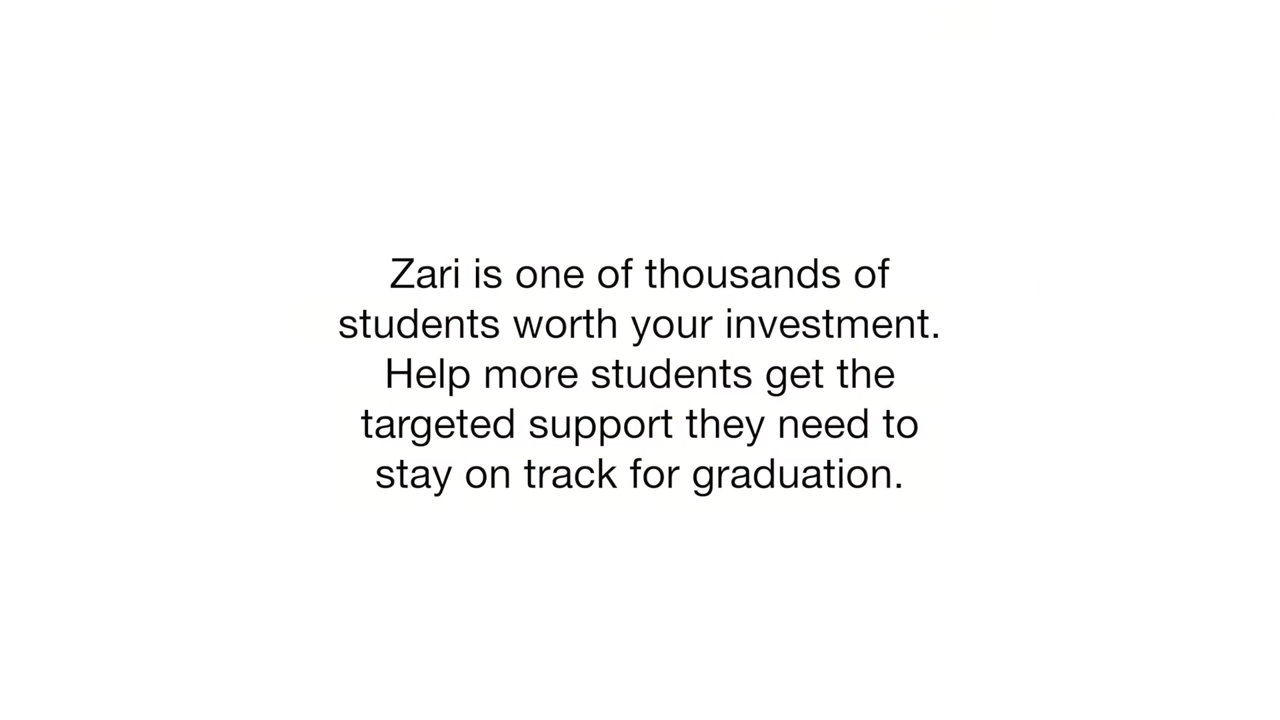 Zari is one of thousands of
students worth your investment.
Help more students get the
targeted support they need to
stay on track for graduation.